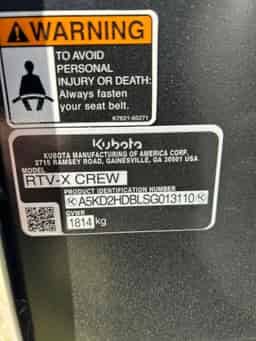 WARNING
TO AVOID
PERSONAL
INJURY OR DEATH:
Always fasten
your seat belt.
K7821-65271
Kubota
KUBOTA MANUFACTURING OF AMERICA CORP.
2715 RAMSEY ROAD, GAINESVILLE, GA 30501 USA
MODEL
RTV-X CREW
PRODUCT IDENTIFICATION NUMBER
A5KD2HDBLSG013110
GVWR
1814 kg